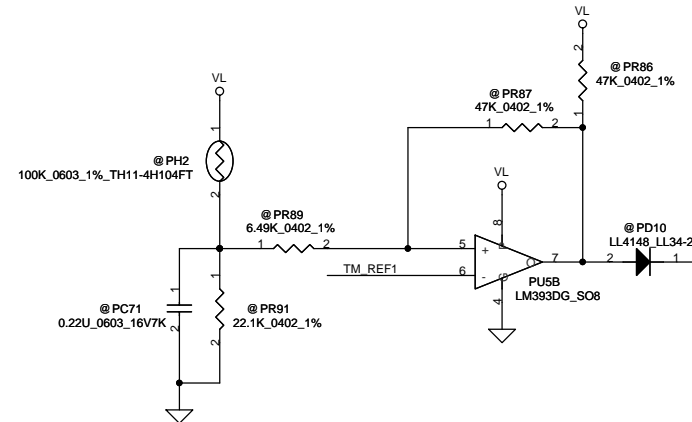 VL
2
@PR86
47K_0402_1%
1
VL
@PR87
47K_0402_1%
1
2
1
@PH2
100K_0603_1%_TH11-4H104FT
2
VL
8
@PR89
6.49K_0402_1%
1
2
5
+
P
O
7
TM_REF1
6
-
G
4
PU5B
LM393DG_SO8
@PD10
LL4148_LL34-2
2
1
1
@PC71
0.22U_0603_16V7K
2
1
@PR91
22.1K_0402_1%
2